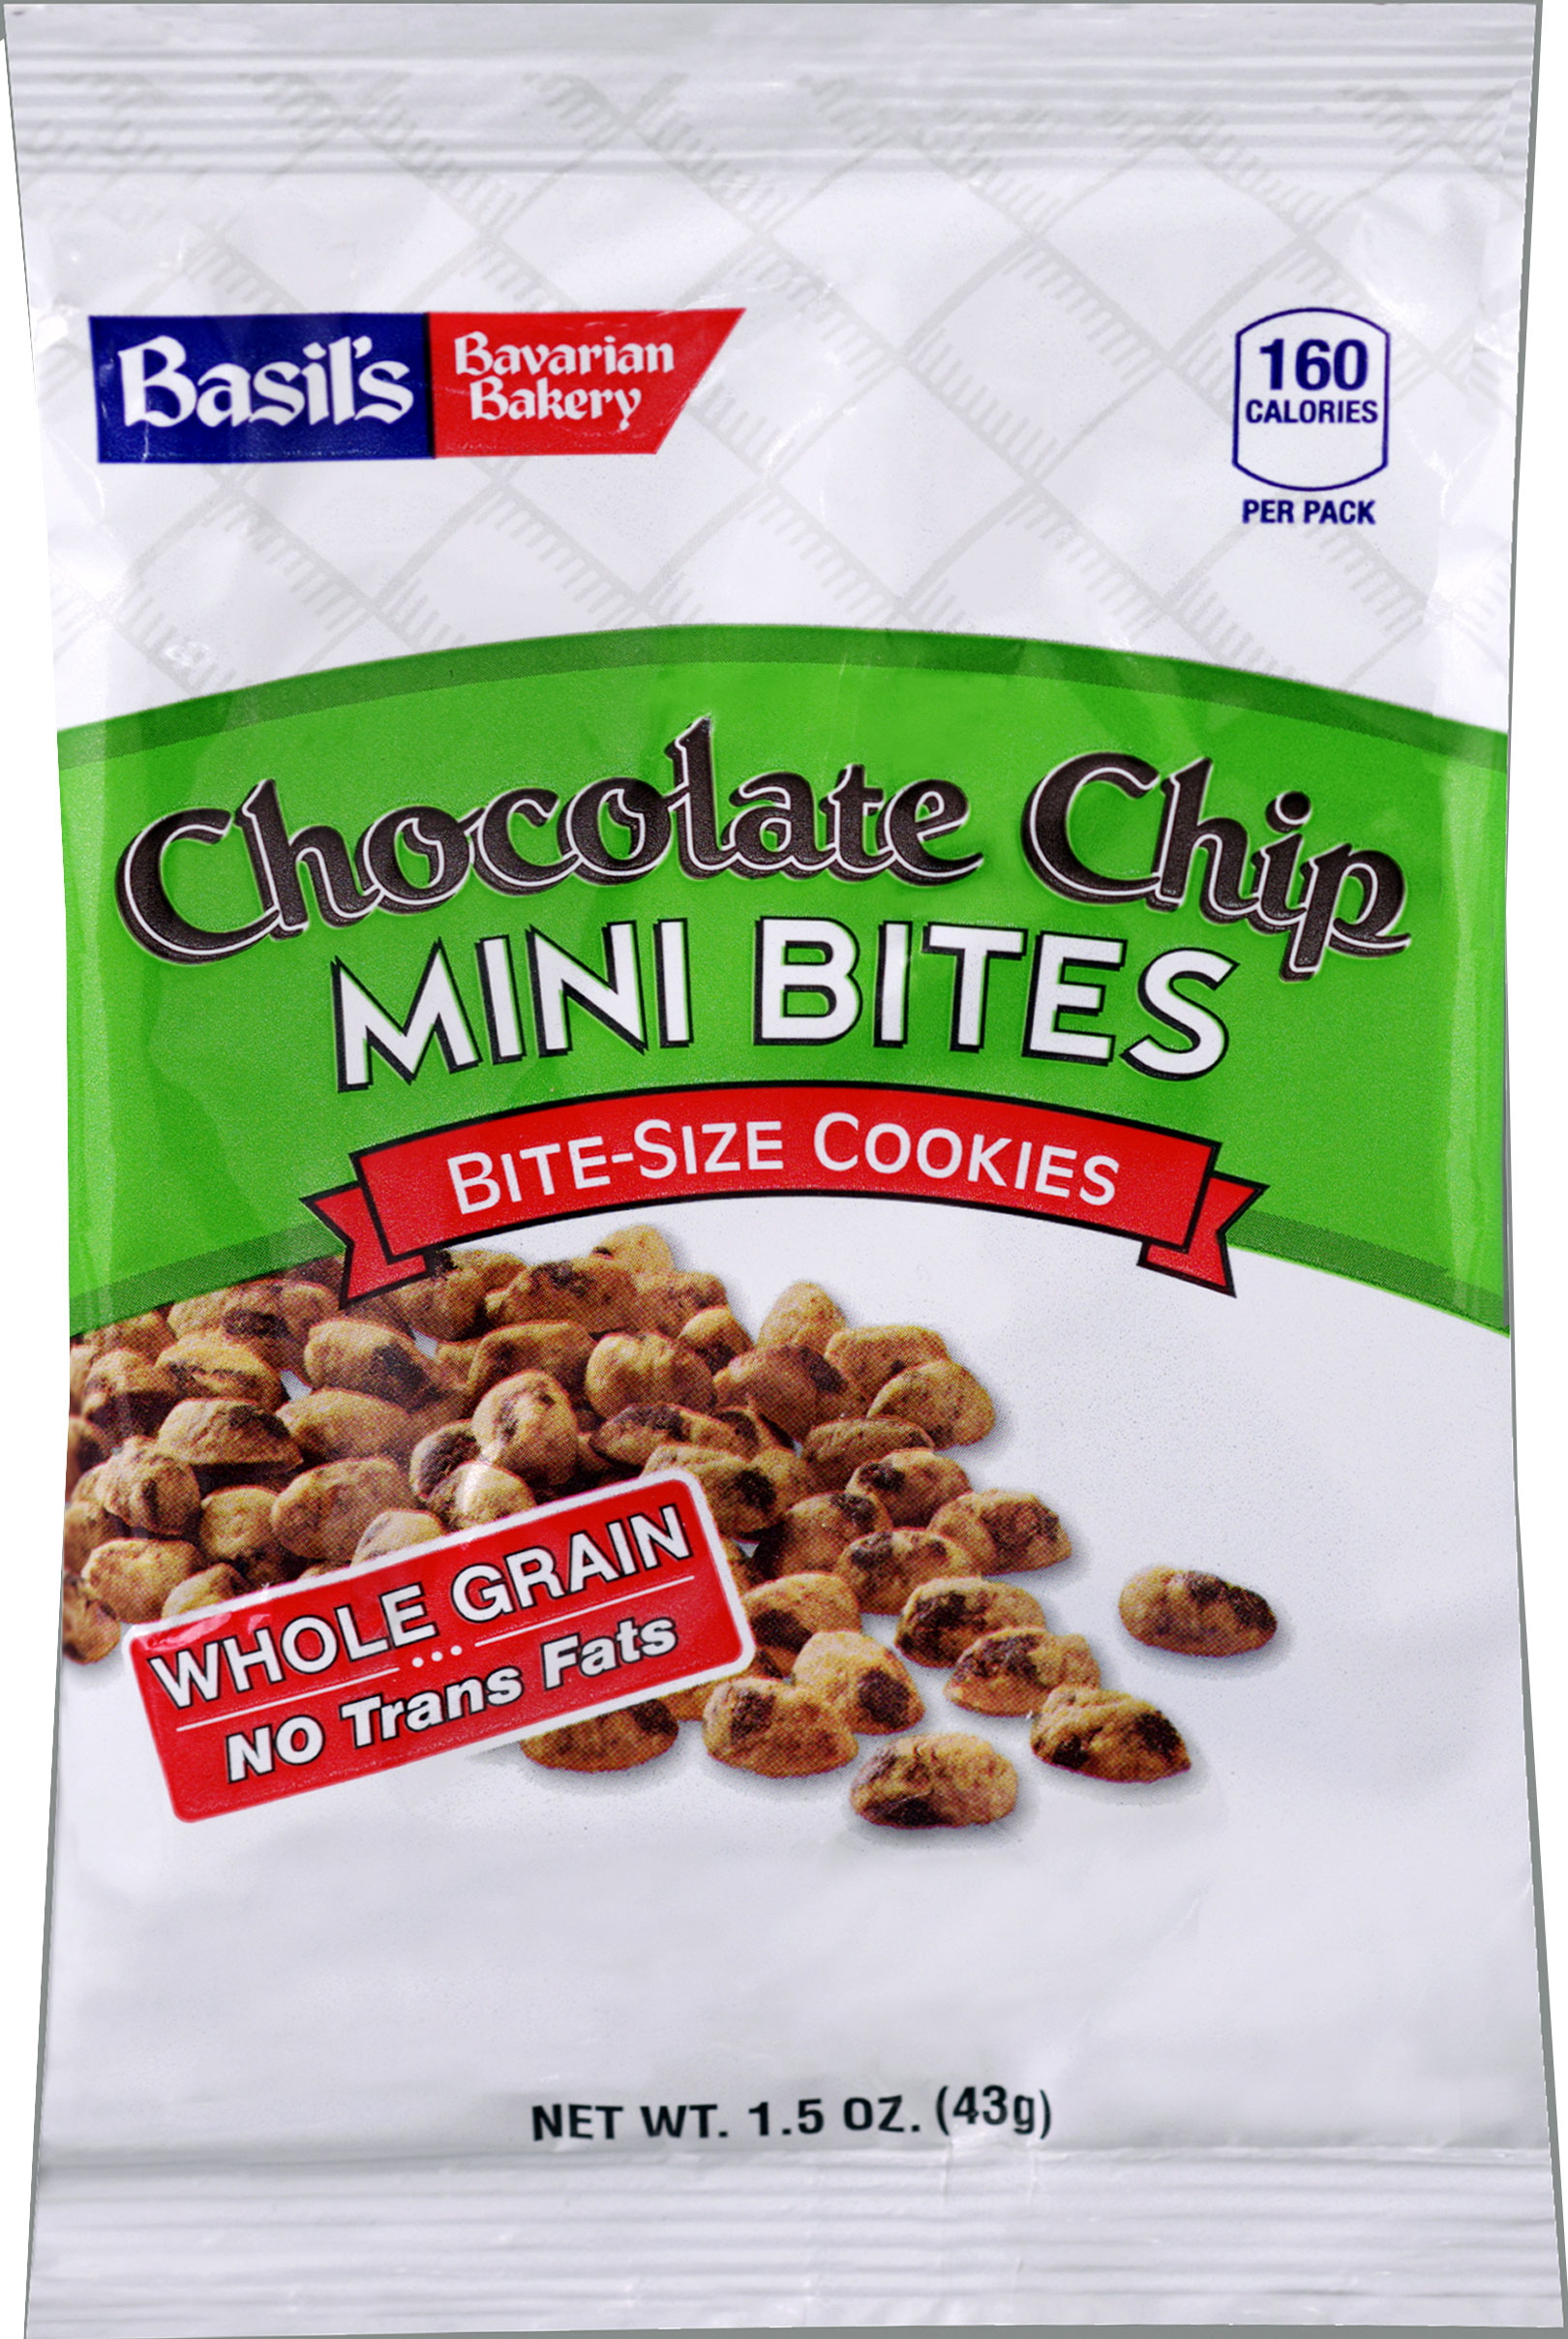 Basil's
Bavarian
Bakery
160
CALORIES
PER PACK
Chocolate Chip
MINI BITES
BITE-SIZE COOKIES
WHOLE GRAIN
NO Trans Fats
NET WT. 1.5 OZ. (43g)